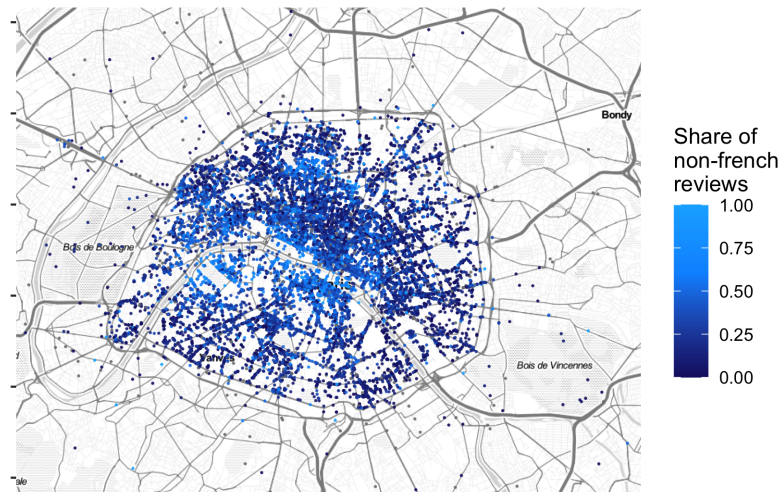 Bondy
Share of
non-french
reviews
1.00
0.75
0.50
0.25
0.00
Bois de Boulogne
Bois de Vincennes